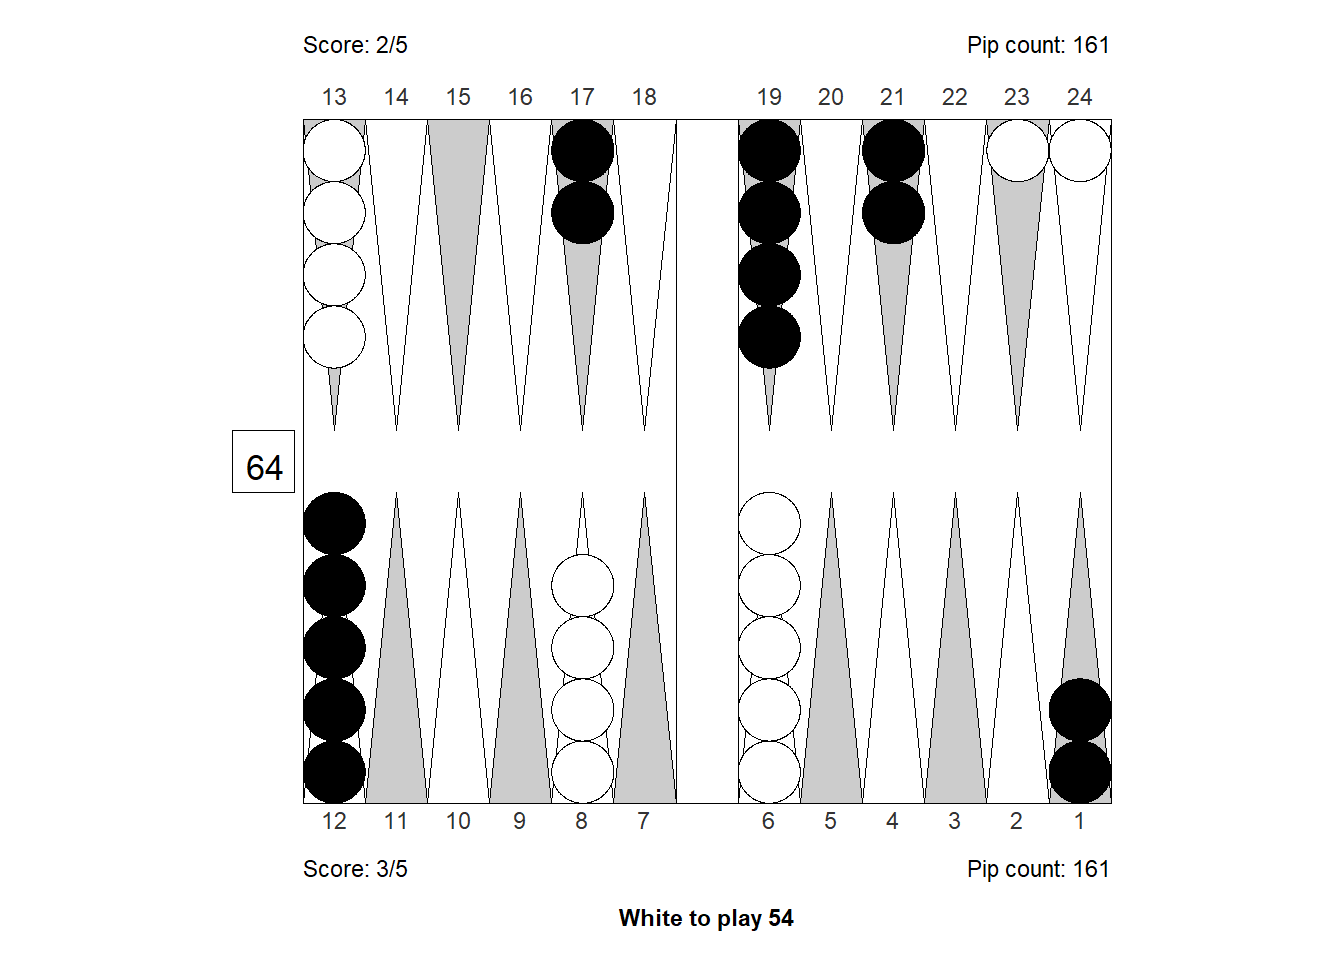 Score: 2/5 Pip count: 161
13 14 15 16 17 18 19 20 21 22 23 24
64
12 11 10 9 8 7 6 5 4 3 2 1
Score: 3/5 Pip count: 161
White to play 54